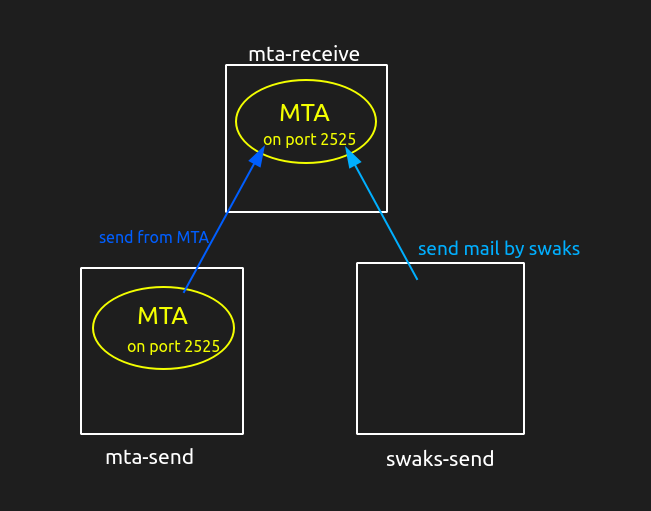 mta-receive
MTA
on port 2525
send from MTA
send mail by swaks
MTA
on port 2525
mta-send
swaks-send